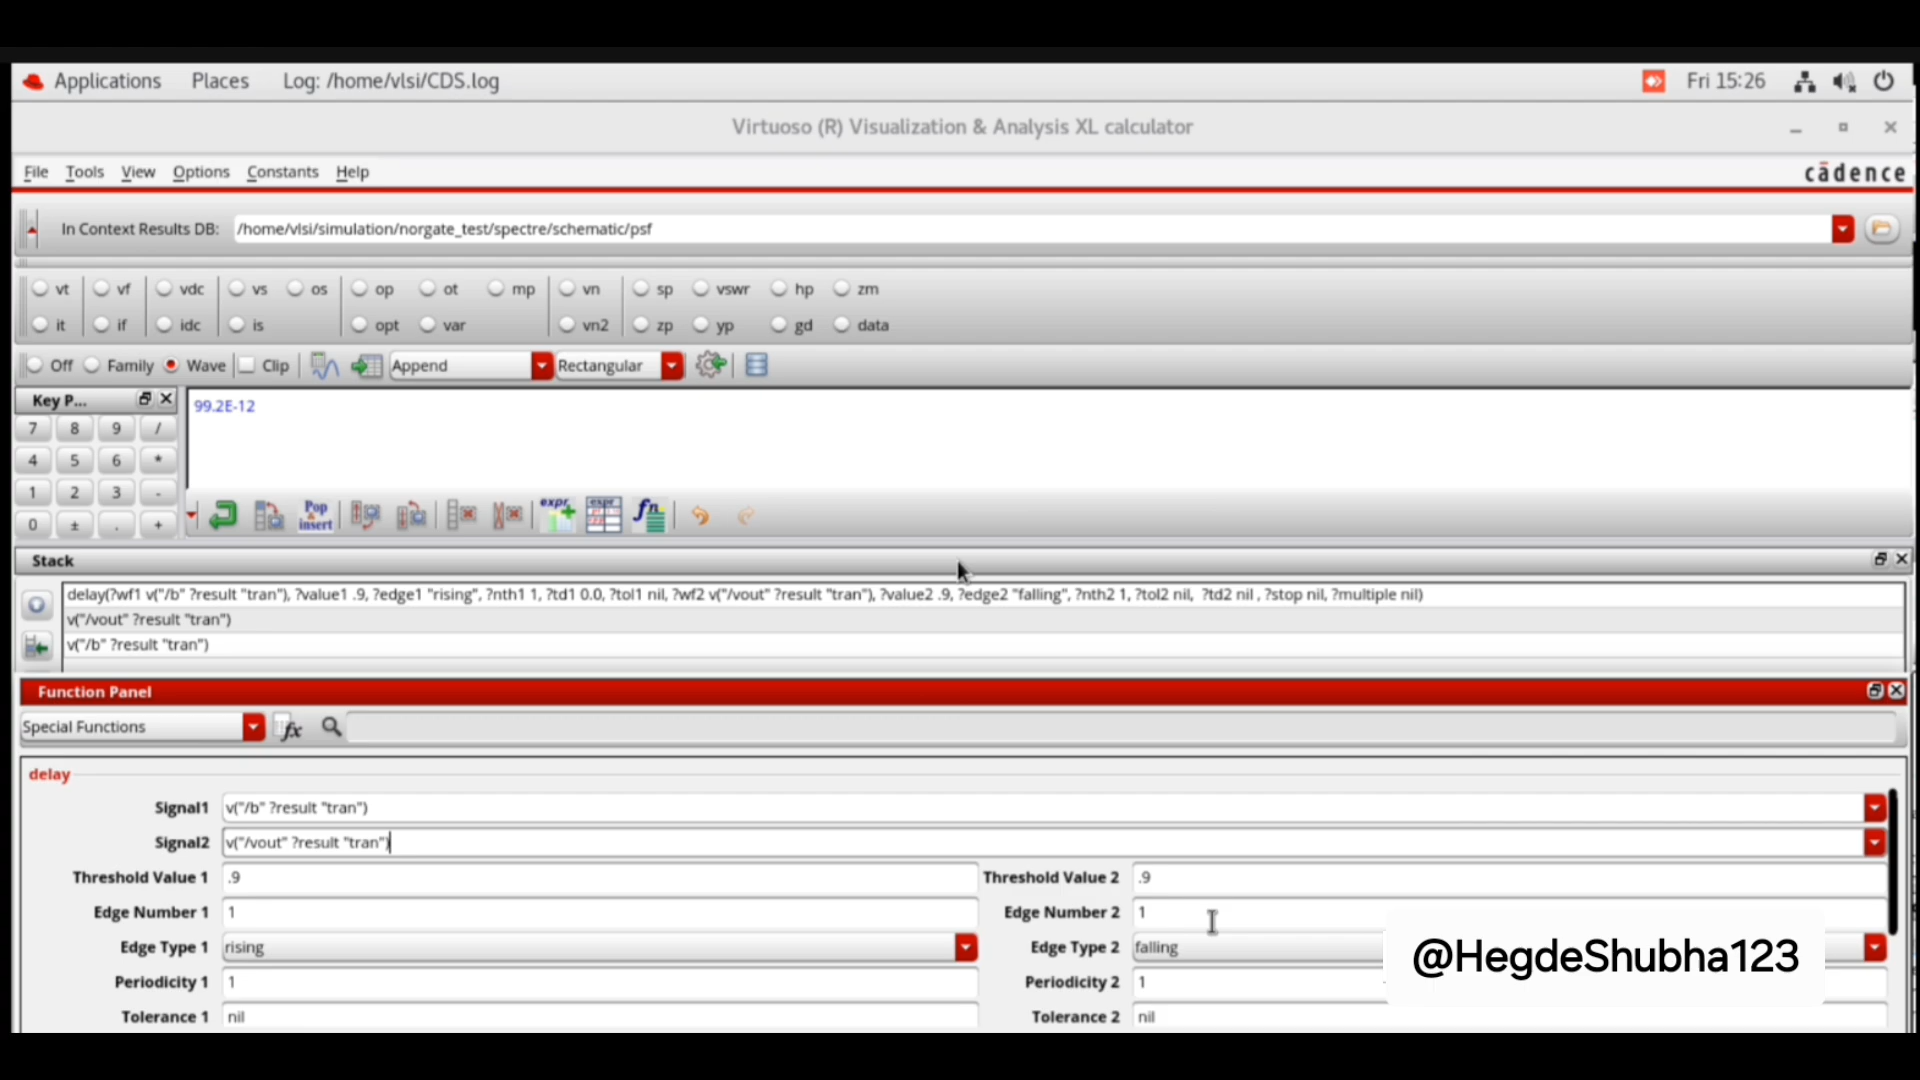 Applications Places Log: /home/vlsi/CDS.log Fri 15:26
Virtuoso (R) Visualization & Analysis XL calculator
File Tools View Options Constants Help cādence
In Context Results DB: /home/vlsi/simulation/norgate_test/spectre/schematic/psf
vt vf vdc vs os op ot mp vn sp vswr hp zm
it if idc is opt var vn2 zp yp gd data
Off Family Wave Clip Append Rectangular
Key P...
99.2E-12
7 8 9 /
4 5 6 *
1 2 3 -
0 ± . +
Pop insert expr expr fn
Stack
delay(?wf1 v("/b" ?result "tran"), ?value1 .9, ?edge1 "rising", ?nth1 1, ?td1 0.0, ?tol1 nil, ?wf2 v("/vout" ?result "tran"), ?value2 .9, ?edge2 "falling", ?nth2 1, ?tol2 nil, ?td2 nil , ?stop nil, ?multiple nil)
v("/vout" ?result "tran")
v("/b" ?result "tran")
Function Panel
Special Functions fx
delay
Signal1 v("/b" ?result "tran")
Signal2 v("/vout" ?result "tran")
Threshold Value 1 .9 Threshold Value 2 .9
Edge Number 1 1 Edge Number 2 1
Edge Type 1 rising Edge Type 2 falling
@HegdeShubha123
Periodicity 1 1 Periodicity 2 1
Tolerance 1 nil Tolerance 2 nil